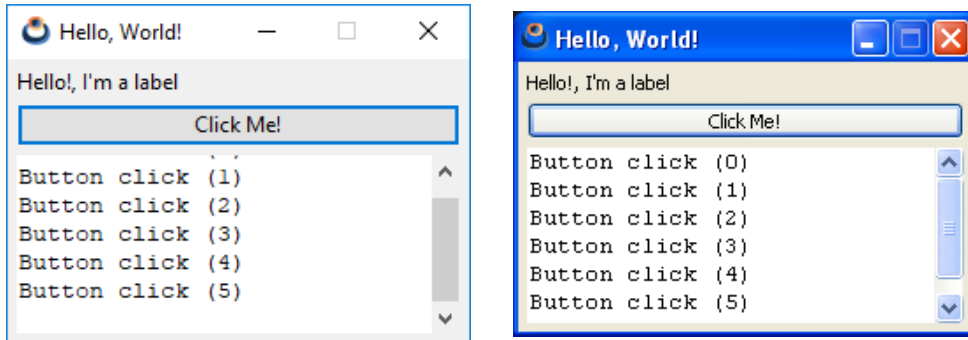 Hello, World!
Hello!, I'm a label
Click Me!
Button click (1)
Button click (2)
Button click (3)
Button click (4)
Button click (5)
Hello, World!
Hello!, I'm a label
Click Me!
Button click (0)
Button click (1)
Button click (2)
Button click (3)
Button click (4)
Button click (5)